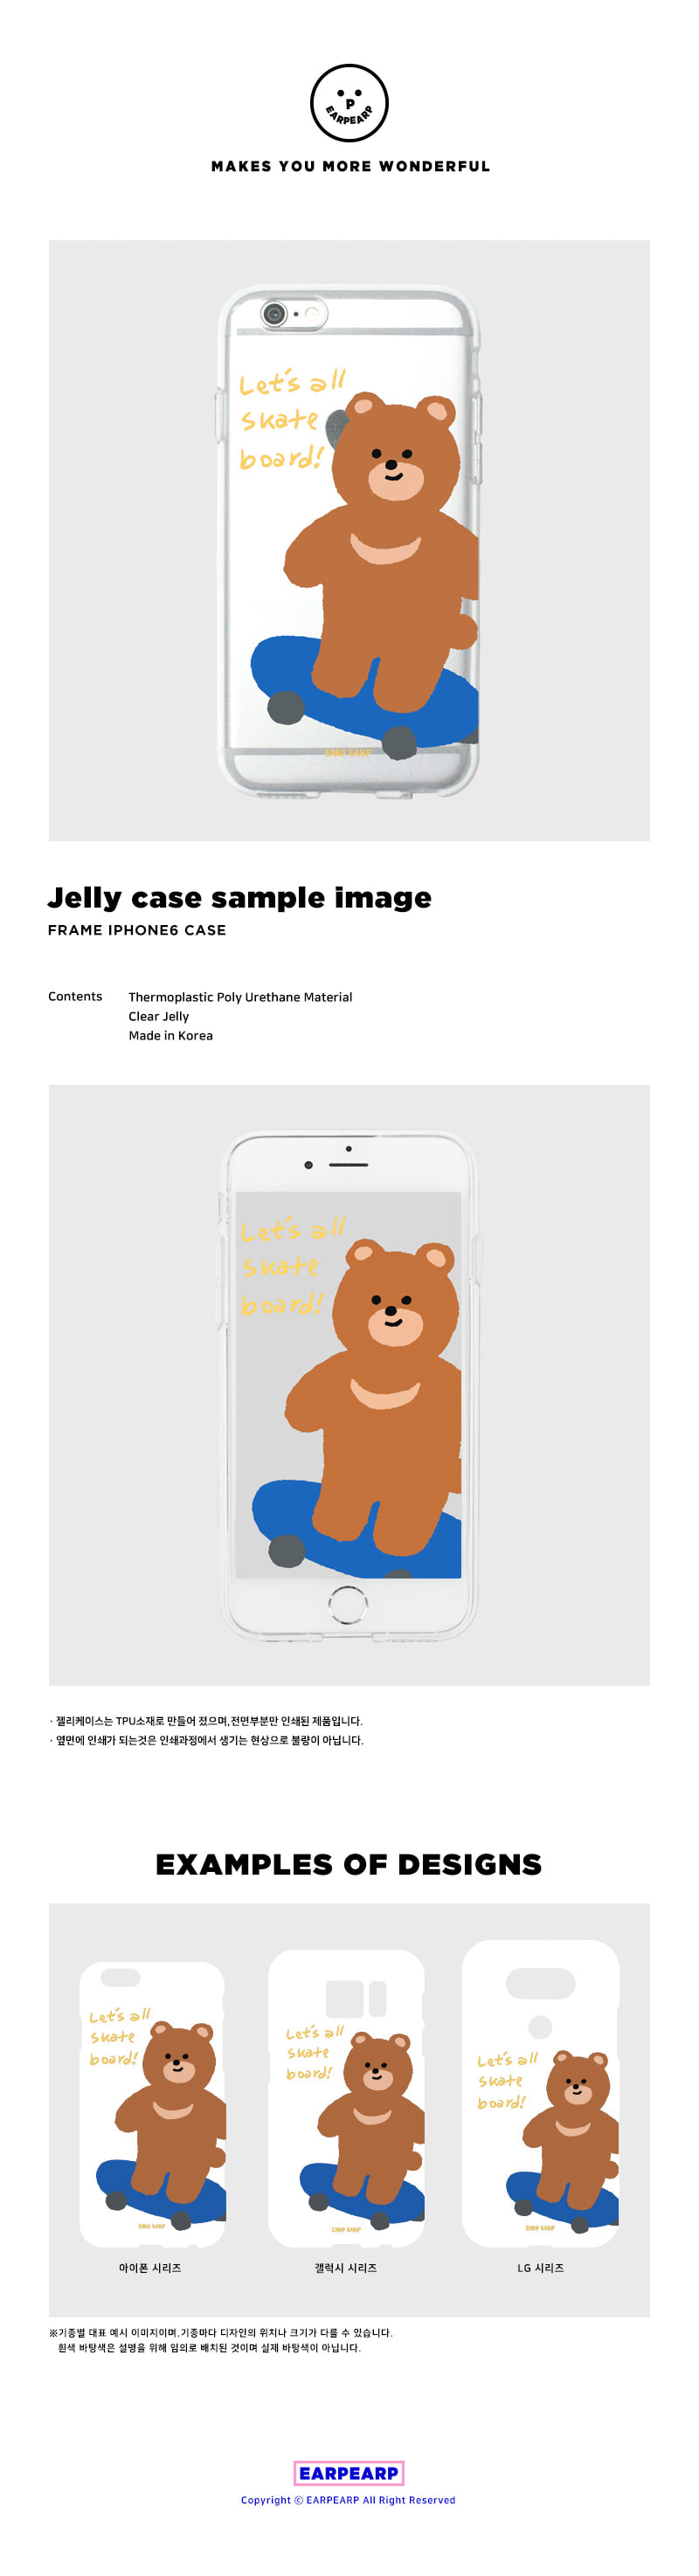 P
EARPEARP
MAKES YOU MORE WONDERFUL
Let's all
skate
board!
EARP EARP
Jelly case sample image
FRAME IPHONE6 CASE
Contents
Thermoplastic Poly Urethane Material
Clear Jelly
Made in Korea
Let's all
skate
board!
· 젤리케이스는 TPU소재로 만들어 졌으며,전면부분만 인쇄된 제품입니다.
· 옆면에 인쇄가 되는것은 인쇄과정에서 생기는 현상으로 불량이 아닙니다.
EXAMPLES OF DESIGNS
Let's all
skate
board!
EARP EARP
아이폰 시리즈
Let's all
skate
board!
EARP EARP
갤럭시 시리즈
Let's all
skate
board!
EARP EARP
LG 시리즈
※기종별 대표 예시 이미지이며,기종마다 디자인의 위치나 크기가 다를 수 있습니다.
흰색 바탕색은 설명을 위해 임의로 배치된 것이며 실제 바탕색이 아닙니다.
EARPEARP
Copyright ⓒ EARPEARP All Right Reserved